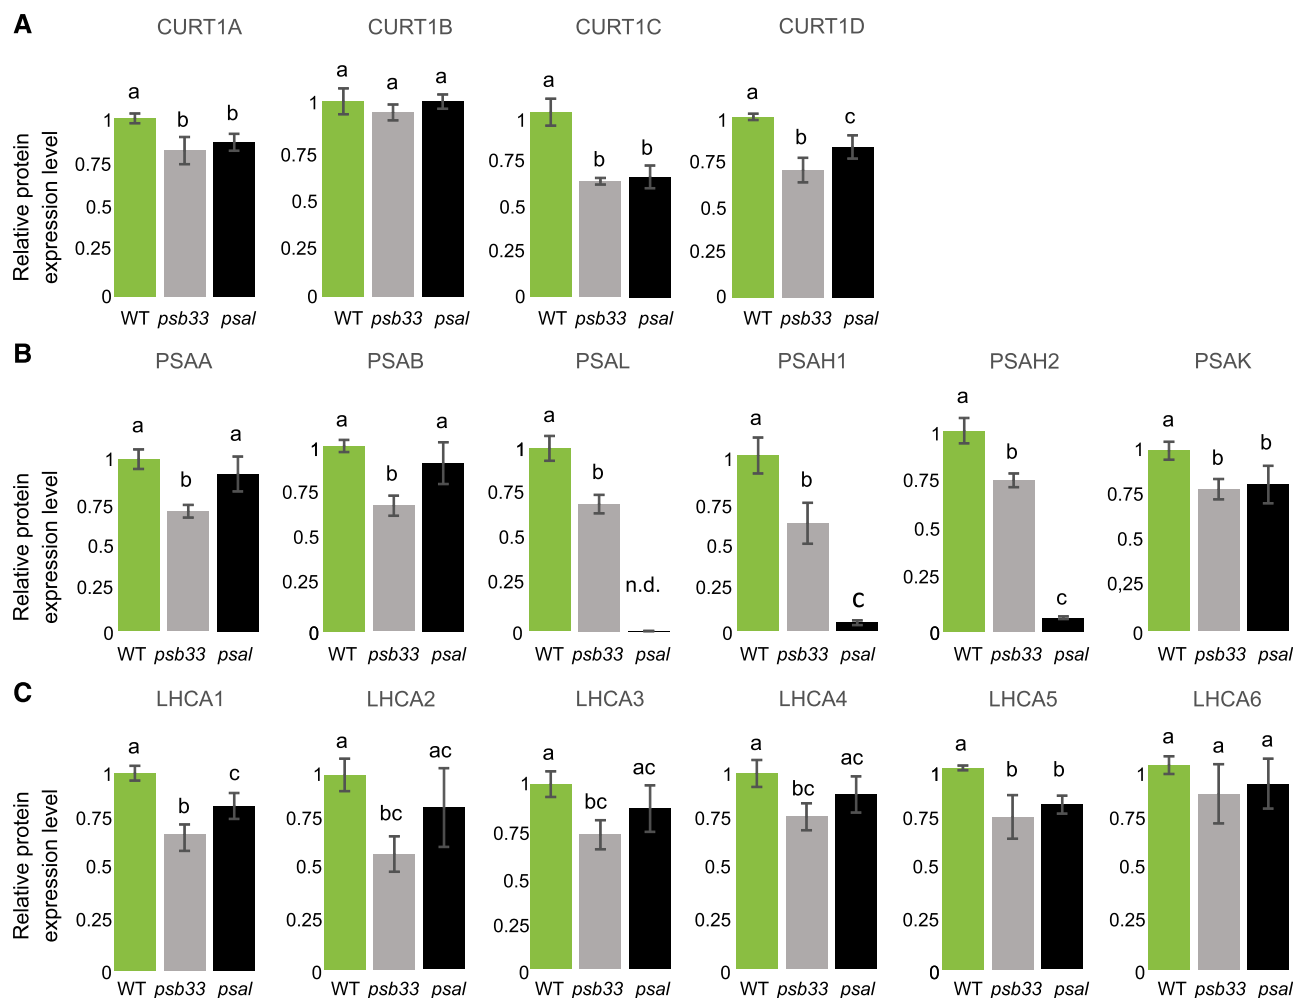 A
CURT1A CURT1B CURT1C CURT1D
Relative protein
expression level
a b b
1
0.75
0.5
0.25
0
WT psb33 psal
a a a
1
0.75
0.5
0.25
0
WT psb33 psal
a b b
1
0.75
0.5
0.25
0
WT psb33 psal
a b c
1
0.75
0.5
0.25
0
WT psb33 psal
B
PSAA PSAB PSAL PSAH1 PSAH2 PSAK
Relative protein
expression level
a b a
1
0.75
0.5
0.25
0
WT psb33 psal
a b a
1
0.75
0.5
0.25
0
WT psb33 psal
a b n.d.
1
0.75
0.5
0.25
0
WT psb33 psal
a b c
1
0.75
0.5
0.25
0
WT psb33 psal
a b c
1
0.75
0.5
0.25
0
WT psb33 psal
a b b
1
0.75
0.5
0,25
0
WT psb33 psal
C
LHCA1 LHCA2 LHCA3 LHCA4 LHCA5 LHCA6
Relative protein
expression level
a b c
1
0.75
0.5
0.25
0
WT psb33 psal
a bc ac
1
0.75
0.5
0.25
0
WT psb33 psal
a bc ac
1
0.75
0.5
0.25
0
WT psb33 psal
a bc ac
1
0.75
0.5
0.25
0
WT psb33 psal
a b b
1
0.75
0.5
0.25
0
WT psb33 psal
a a a
1
0.75
0.5
0.25
0
WT psb33 psal